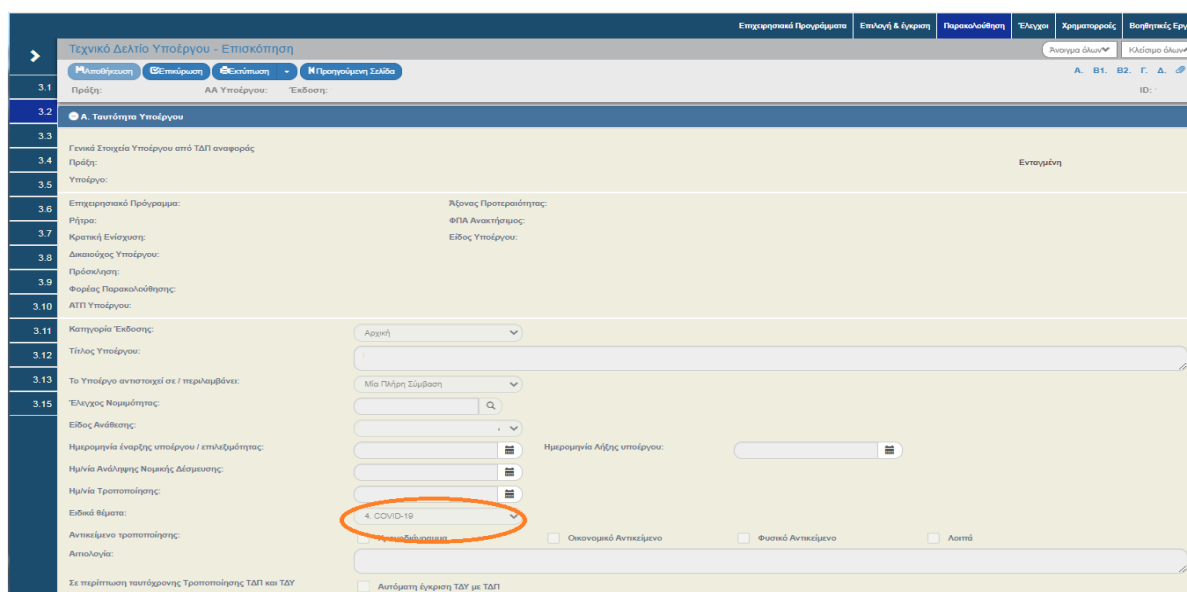 Επιχειρησιακά Προγράμματα Επιλογή & έγκριση Παρακολούθηση Έλεγχοι Χρηματορροές Βοηθητικές Εργ
Τεχνικό Δελτίο Υποέργου - Επισκόπηση Άνοιγμα όλων Κλείσιμο όλων
Αποθήκευση Επικύρωση Εκτύπωση Προηγούμενη Σελίδα Α. Β1. Β2. Γ. Δ.
3.1 Πράξη: ΑΑ Υποέργου: Έκδοση: ID:
3.2 Α. Ταυτότητα Υποέργου
3.3
Γενικά Στοιχεία Υποέργου από ΤΔΠ αναφοράς
3.4 Πράξη: Ενταγμένη
3.5 Υποέργο:
3.6 Επιχειρησιακό Πρόγραμμα: Άξονας Προτεραιότητας:
Ρήτρα: ΦΠΑ Ανακτήσιμος:
3.7 Κρατική Ενίσχυση: Είδος Υποέργου:
3.8 Δικαιούχος Υποέργου:
Πρόσκληση:
3.9 Φορέας Παρακολούθησης:
3.10 ΑΤΠ Υποέργου:
3.11 Κατηγορία Έκδοσης: Αρχική
3.12 Τίτλος Υποέργου:
3.13 Το Υποέργο αντιστοιχεί σε / περιλαμβάνει: Μία Πλήρη Σύμβαση
3.15 Έλεγχος Νομιμότητας:
Είδος Ανάθεσης:
Ημερομηνία έναρξης υποέργου / επιλεξιμότητας: Ημερομηνία Λήξης υποέργου:
Ημ/νία Ανάληψης Νομικής Δέσμευσης:
Ημ/νία Τροποποίησης:
Ειδικά θέματα: 4. COVID-19
Αντικείμενο τροποποίησης: Χρονοδιάγραμμα Οικονομικό Αντικείμενο Φυσικό Αντικείμενο Λοιπά
Αιτιολογία:
Σε περίπτωση ταυτόχρονης Τροποποίησης ΤΔΠ και ΤΔΥ Αυτόματη έγκριση ΤΔΥ με ΤΔΠ